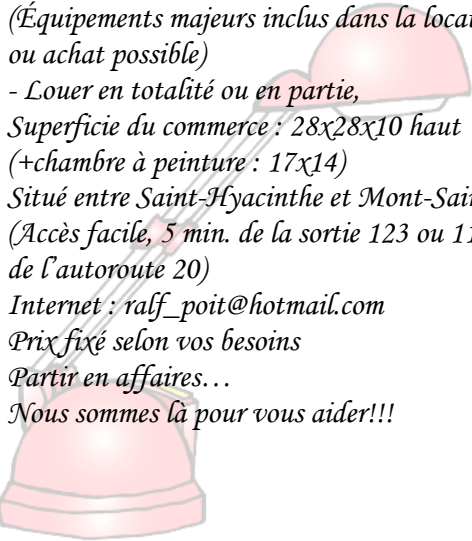 (Équipements majeurs inclus dans la locat
ou achat possible)
- Louer en totalité ou en partie,
Superficie du commerce : 28x28x10 haut
(+chambre à peinture : 17x14)
Situé entre Saint-Hyacinthe et Mont-Sain
(Accès facile, 5 min. de la sortie 123 ou 11
de l'autoroute 20)
Internet : ralf_poit@hotmail.com
Prix fixé selon vos besoins
Partir en affaires…
Nous sommes là pour vous aider!!!